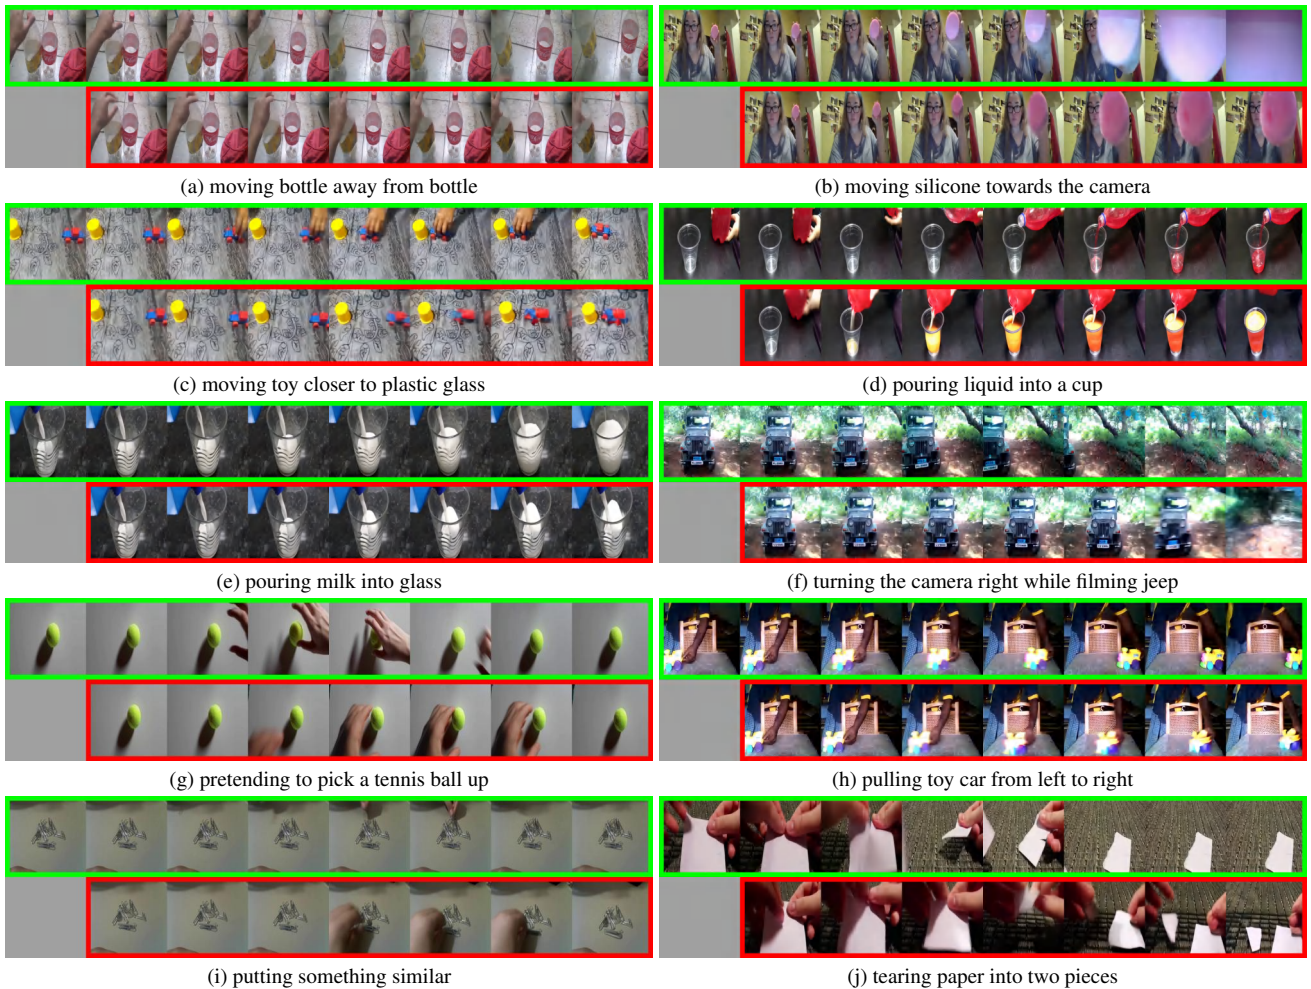 (a) moving bottle away from bottle
(b) moving silicone towards the camera
(c) moving toy closer to plastic glass
(d) pouring liquid into a cup
(e) pouring milk into glass
(f) turning the camera right while filming jeep
(g) pretending to pick a tennis ball up
(h) pulling toy car from left to right
(i) putting something similar
(j) tearing paper into two pieces